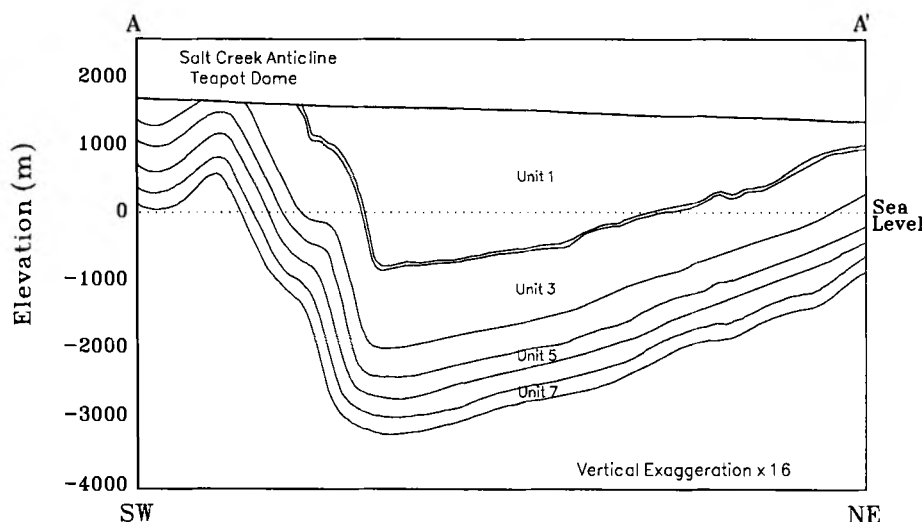 A A'
Salt Creek Anticline
Teapot Dome
2000
1000
0
-1000
-2000
-3000
-4000
Elevation (m)
Unit 1
Sea
Level
Unit 3
Unit 5
Unit 7
Vertical Exaggeration x 16
SW NE